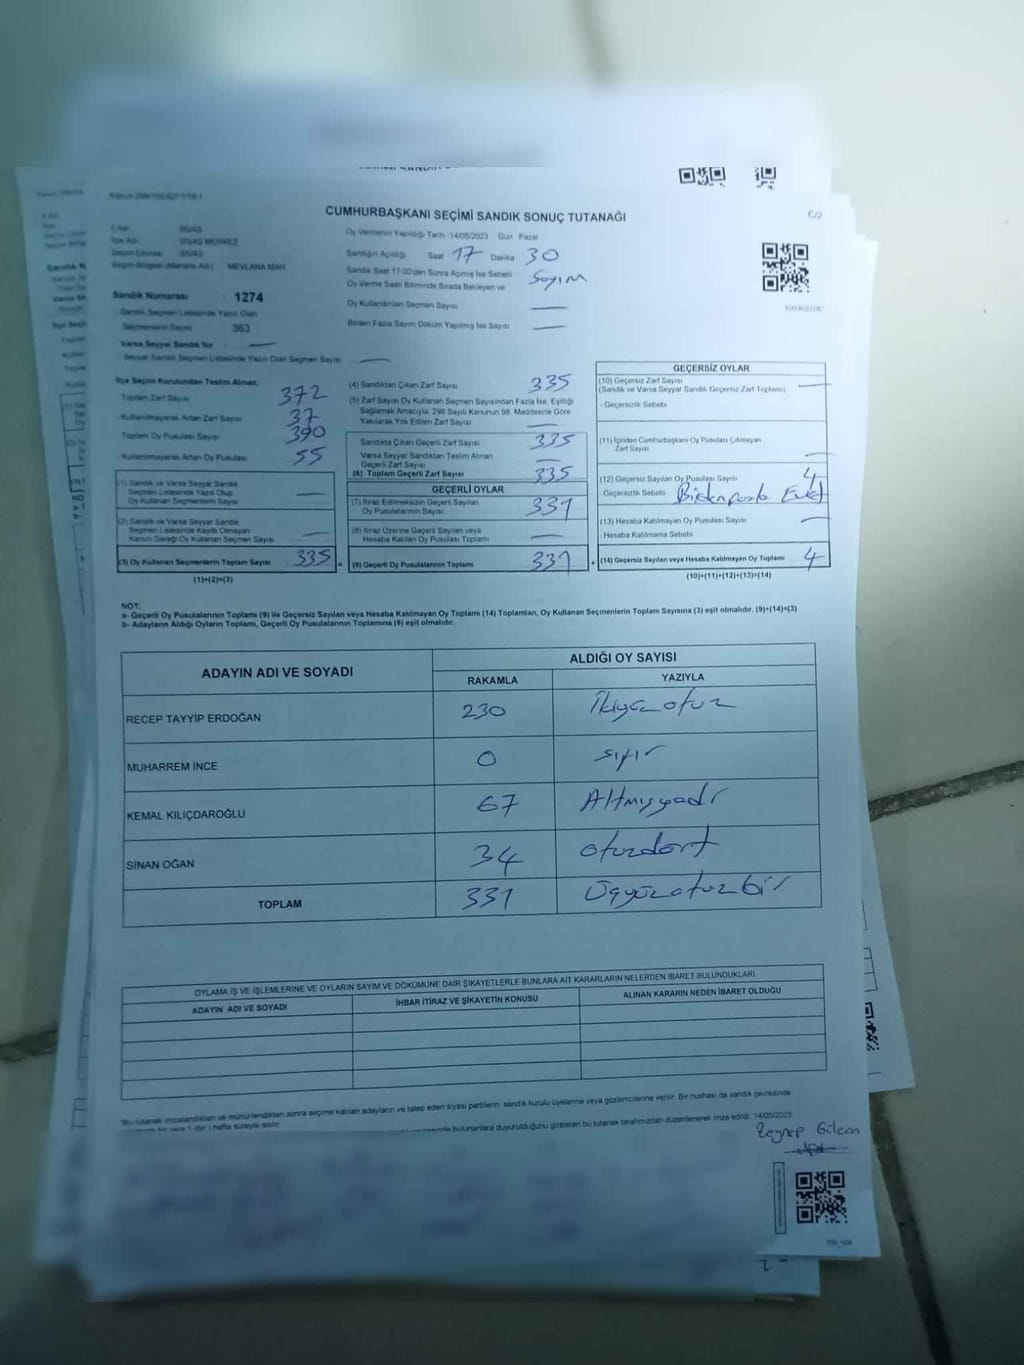 CUMHURBAŞKANI SEÇİMİ SANDIK SONUÇ TUTANAĞI
C/2
İli Adı : SİVAS
İlçe Adı : SİVAS MERKEZ
Seçim Çevresi : SİVAS
MEVLANA MAH
Sandık Numarası : 1274
Sandık Seçmen Listesinde Yazılı Olan
Seçmenlerin Sayısı : 363
Varsa Seyyar Sandık No
Seyyar Sandık Seçmen Listesinde Yazılı Olan Seçmen Sayısı
Oy Vermenin Yapıldığı Tarih 14/05/2023 Gün Pazar
Sandığın Açıldığı Saat 17 Dakika 30
Sandık Saat 17:00'den Sonra Açmış İse Sebebi Sayım
Oy Verme Saati Bitiminde Sırada Bekleyen ve
Oy Kullandırılan Seçmen Sayısı
Birden Fazla Sayım Döküm Yapılmış İse Sayısı
İlçe Seçim Kurulundan Teslim Alınan;
Toplam Zarf Sayısı 372
Kullanılmayarak Artan Zarf Sayısı 37
Toplam Oy Pusulası Sayısı 390
Kullanılmayarak Artan Oy Pusulası 55
(1) Sandık ve Varsa Seyyar Sandık
Seçmen Listesinde Yazılı Olup
Oy Kullanan Seçmenlerin Sayısı
(2) Sandık ve Varsa Seyyar Sandık
Seçmen Listesinde Kayıtlı Olmayan
Kanun Gereği Oy Kullanan Seçmen Sayısı
(3) Oy Kullanan Seçmenlerin Toplam Sayısı 335
(1)+(2)=(3)
(4) Sandıktan Çıkan Zarf Sayısı 335
(5) Zarf Sayısı Oy Kullanan Seçmen Sayısından Fazla İse, Eşitliği
Sağlamak Amacıyla, 298 Sayılı Kanunun 98. Maddesine Göre
Yakılarak Yok Edilen Zarf Sayısı
Sandıkta Çıkan Geçerli Zarf Sayısı 335
Varsa Seyyar Sandıktan Teslim Alınan
Geçerli Zarf Sayısı
(6) Toplam Geçerli Zarf Sayısı 335
GEÇERLİ OYLAR
(7) İtiraz Edilmeksizin Geçerli Sayılan
Oy Pusulalarının Sayısı 331
(8) İtiraz Üzerine Geçerli Sayılan veya
Hesaba Katılan Oy Pusulası Toplamı
(9) Geçerli Oy Pusulalarının Toplamı 331
GEÇERSİZ OYLAR
(10) Geçersiz Zarf Sayısı
(Sandık ve Varsa Seyyar Sandık Geçersiz Zarf Toplamı)
- Geçersizlik Sebebi
(11) İçinden Cumhurbaşkanı Oy Pusulası Çıkmayan
Zarf Sayısı
(12) Geçersiz Sayılan Oy Pusulası Sayısı 4
- Geçersizlik Sebebi
(13) Hesaba Katılmayan Oy Pusulası Sayısı
- Hesaba Katılmama Sebebi
(14) Geçersiz Sayılan veya Hesaba Katılmayan Oy Toplamı 4
(10)+(11)+(12)+(13)=(14)
NOT:
a- Geçerli Oy Pusulalarının Toplamı (9) ile Geçersiz Sayılan veya Hesaba Katılmayan Oy Toplamı (14) Toplamları, Oy Kullanan Seçmenlerin Toplam Sayısına (3) eşit olmalıdır. (9)+(14)=(3)
b- Adayların Aldığı Oyların Toplamı, Geçerli Oy Pusulalarının Toplamına (9) eşit olmalıdır.
ADAYIN ADI VE SOYADI
ALDIĞI OY SAYISI
RAKAMLA YAZIYLA
RECEP TAYYİP ERDOĞAN 230 İkiyüzotuz
MUHARREM İNCE 0 sıfır
KEMAL KILIÇDAROĞLU 67 Altmışyedi
SİNAN OĞAN 34 otuzdört
TOPLAM 331 Üçyüzotuzbir
OYLAMA İŞ VE İŞLEMLERİNE VE OYLARIN SAYIM VE DÖKÜMÜNE DAİR ŞİKAYETLERLE BUNLARA AİT KARARLARIN NELERDEN İBARET BULUNDUKLARI
ADAYIN ADI VE SOYADI
İHBAR İTİRAZ VE ŞİKAYETİN KONUSU
ALINAN KARARIN NEDEN İBARET OLDUĞU
"Bu tutanak imzalandıktan ve mühürlendikten sonra seçime katılan adayların ve talep eden siyasi partilerin sandık kurulu üyelerine veya gözlemcilerine verilir. Bir nüshası da sandık çevresinde
bulunanlara duyurulduğunu gösteren bu tutanak tarafımızdan düzenlenerek imza edildi. 14/05/2023
Zeynep Gülcan